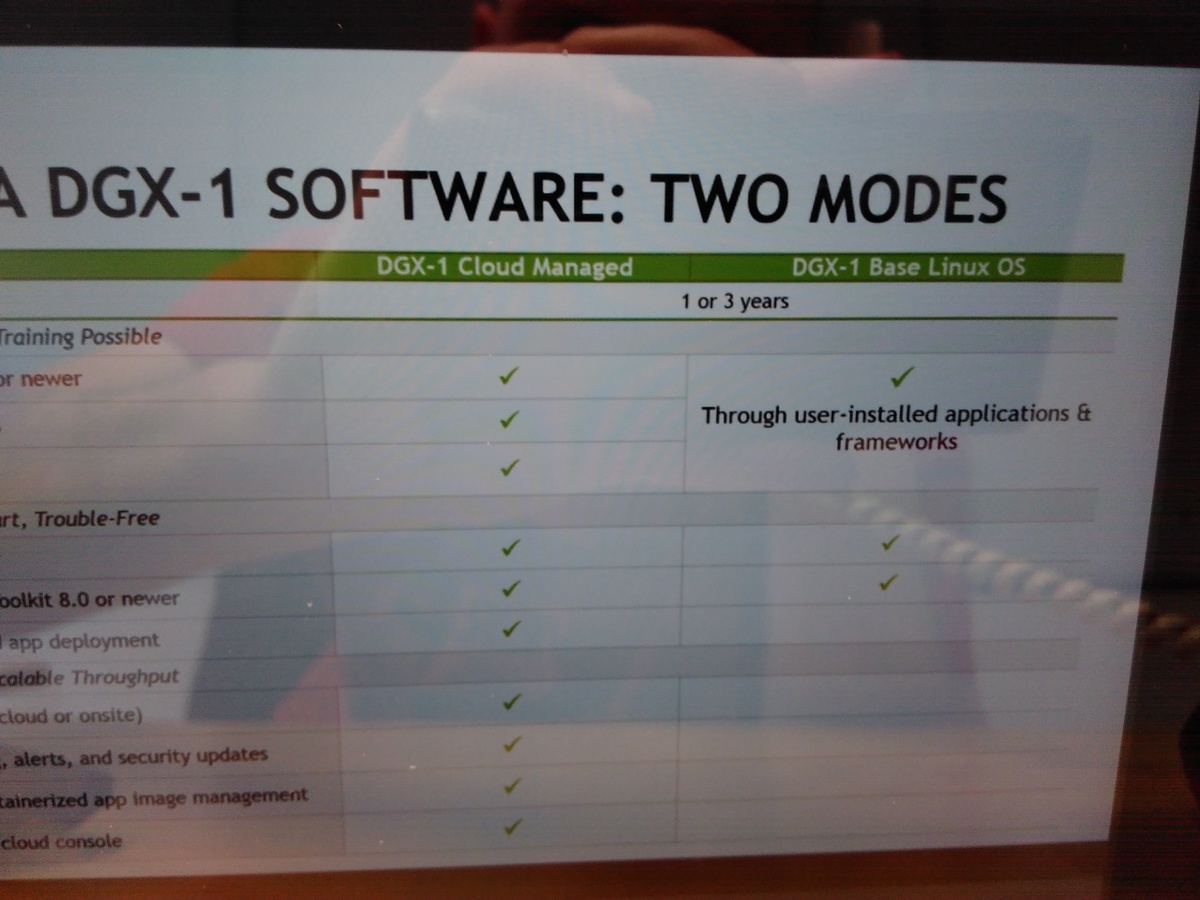 A DGX-1 SOFTWARE: TWO MODES
DGX-1 Cloud Managed DGX-1 Base Linux OS
1 or 3 years
Training Possible
or newer ✓ ✓
✓ Through user-installed applications &
frameworks
✓
art, Trouble-Free
✓ ✓
oolkit 8.0 or newer ✓ ✓
app deployment ✓
calable Throughput
cloud or onsite) ✓
, alerts, and security updates ✓
tainerized app image management ✓
cloud console ✓